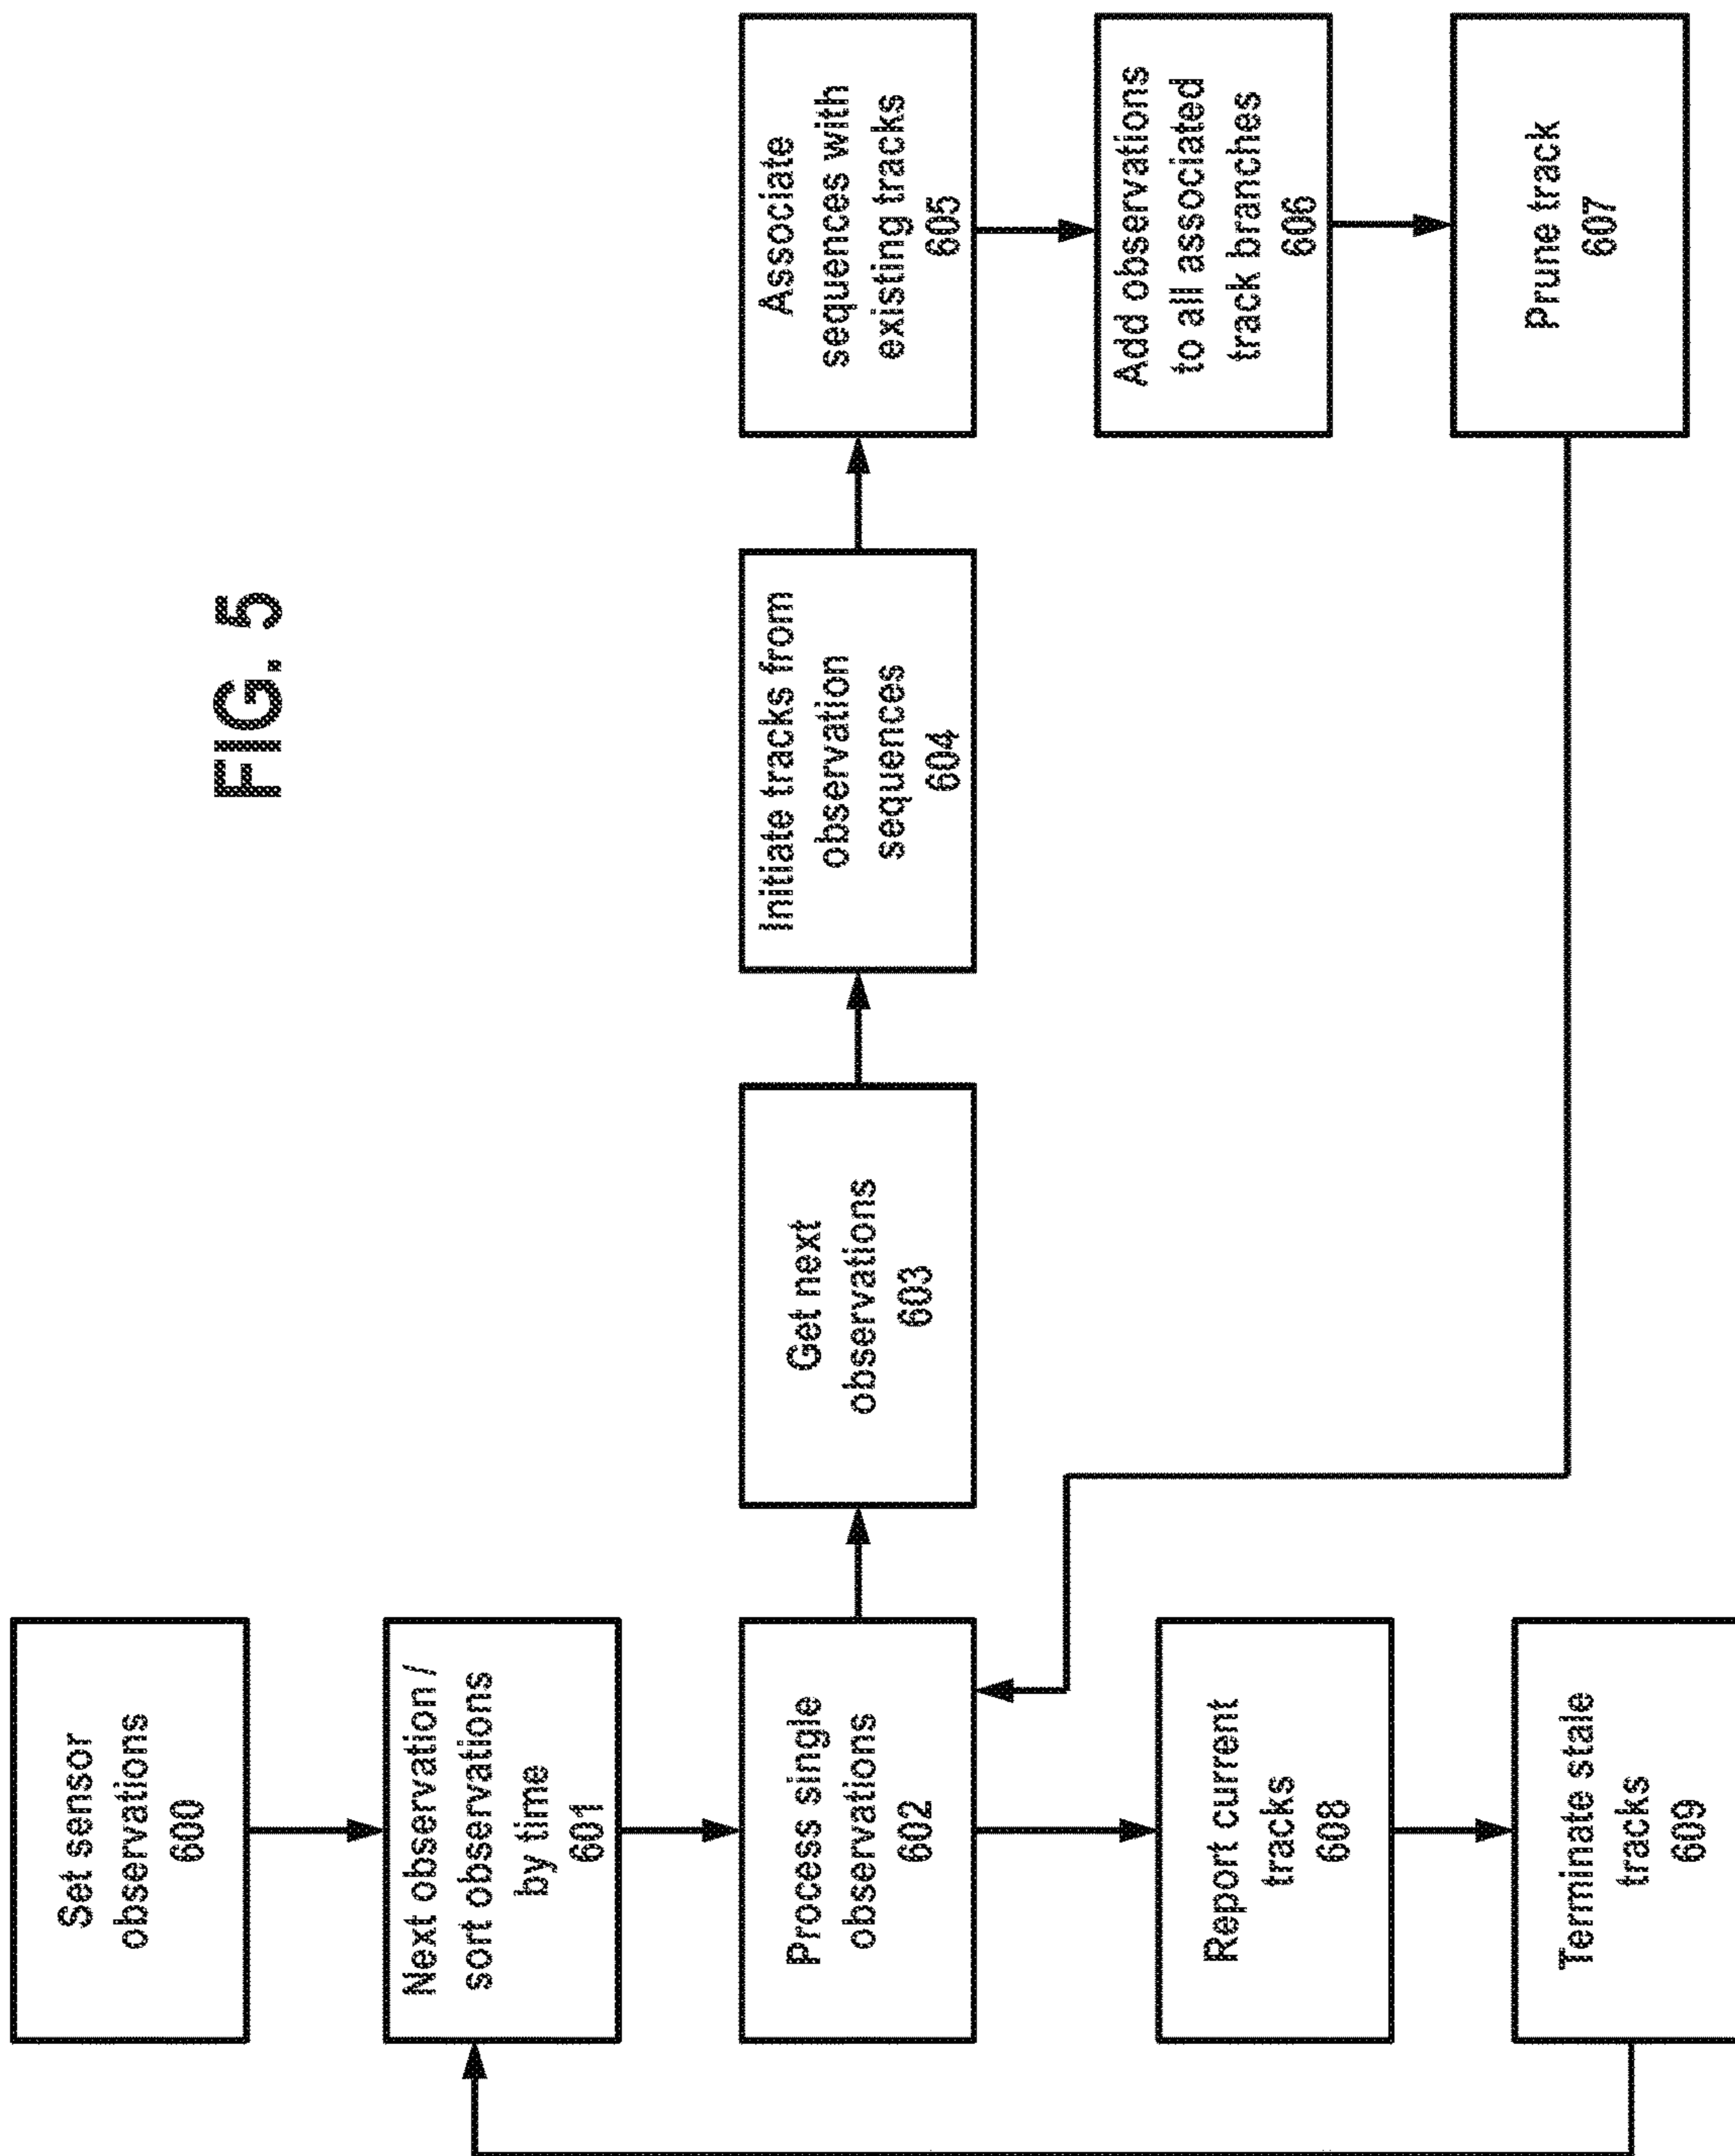 FIG. 5
Set sensor
observations
600
Next observation /
sort observations
by time
601
Process single
observations
602
Get next
observations
603
Initiate tracks from
observation
sequences
604
Associate
sequences with
existing tracks
605
Add observations
to all associated
track branches
606
Prune track
607
Report current
tracks
608
Terminate stale
tracks
609